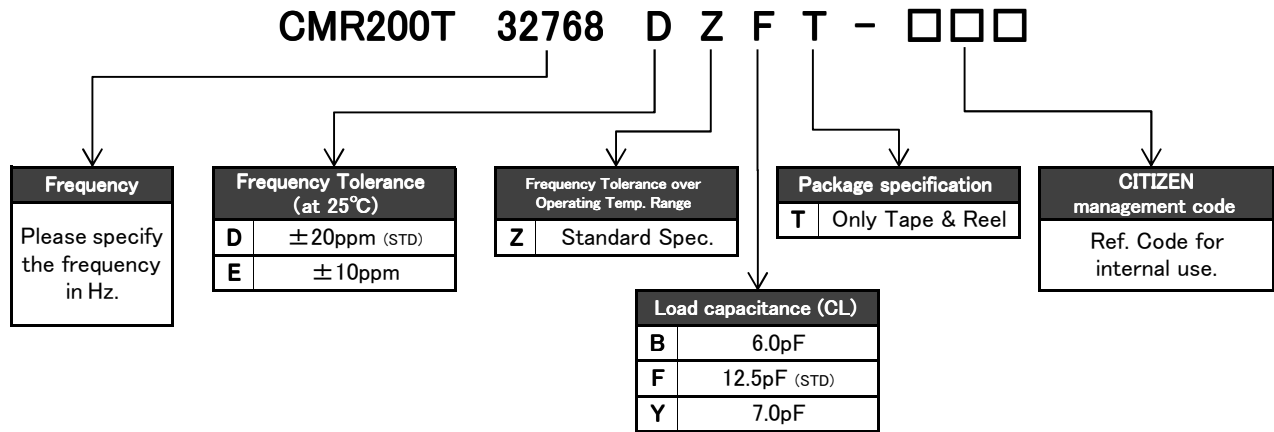 CMR200T 32768 D Z F T - □□□
Frequency
Please specify
the frequency
in Hz.
Frequency Tolerance
(at 25℃)
D ±20ppm (STD)
E ±10ppm
Frequency Tolerance over
Operating Temp. Range
Z Standard Spec.
Load capacitance (CL)
B 6.0pF
F 12.5pF (STD)
Y 7.0pF
Package specification
T Only Tape & Reel
CITIZEN
management code
Ref. Code for
internal use.